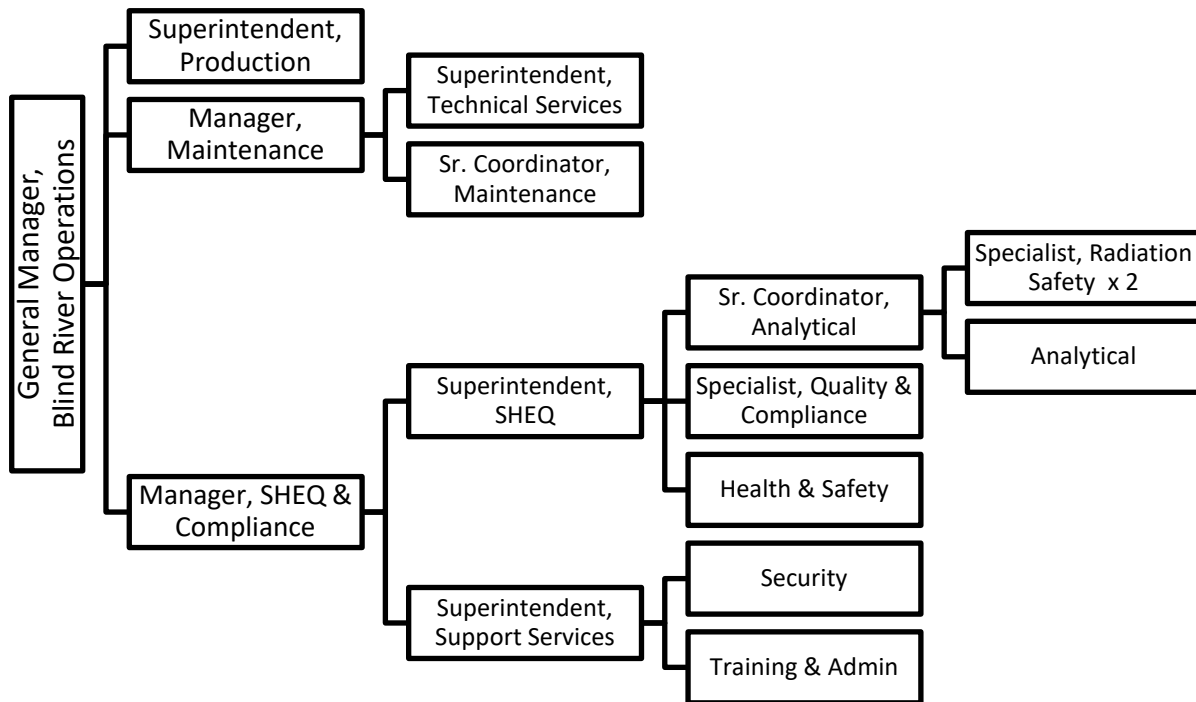 General Manager,
Blind River Operations
Superintendent,
Production
Manager,
Maintenance
Superintendent,
Technical Services
Sr. Coordinator,
Maintenance
Manager, SHEQ &
Compliance
Superintendent,
SHEQ
Sr. Coordinator,
Analytical
Specialist, Radiation
Safety x 2
Analytical
Specialist, Quality &
Compliance
Health & Safety
Superintendent,
Support Services
Security
Training & Admin